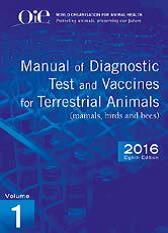 Oie
WORLD ORGANISATION FOR ANIMAL HEALTH
Protecting animals, preserving our future
Manual of Diagnostic
Test and Vaccines
for Terrestrial Animals
(mamals, birds and bees)
2016
Eighth Edition
Volume
1